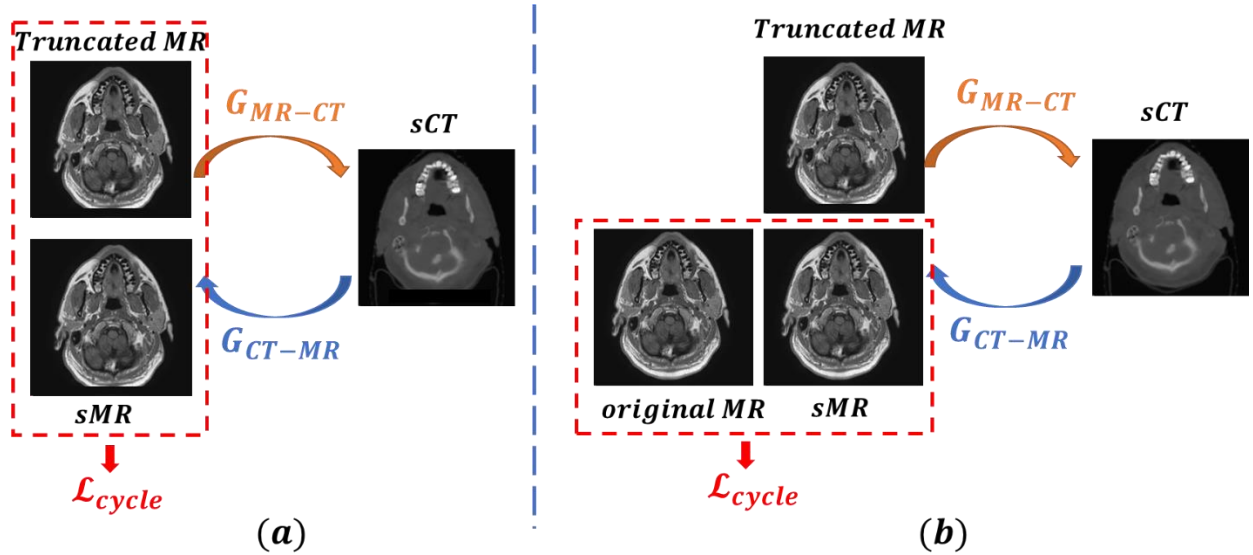 Truncated MR
G_{MR−CT}
sCT
G_{CT−MR}
sMR
ℒ_{cycle}
(a)
Truncated MR
G_{MR−CT}
sCT
G_{CT−MR}
original MR
sMR
ℒ_{cycle}
(b)